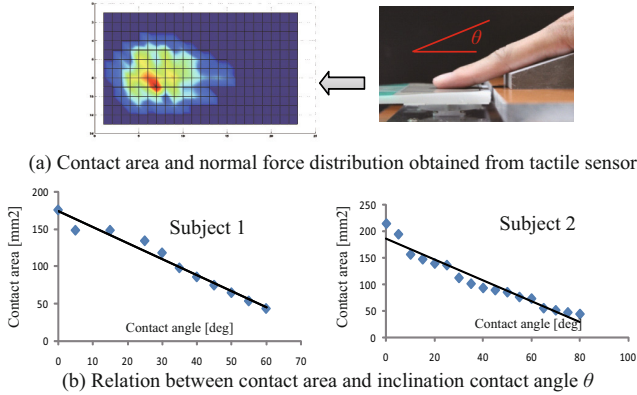 θ
(a) Contact area and normal force distribution obtained from tactile sensor
200
150
100
50
0
Contact area [mm2]
Subject 1
Contact angle [deg]
0 10 20 30 40 50 60 70
250
200
150
100
50
0
Contact area [mm2]
Subject 2
Contact angle [deg]
0 20 40 60 80 100
(b) Relation between contact area and inclination contact angle θ